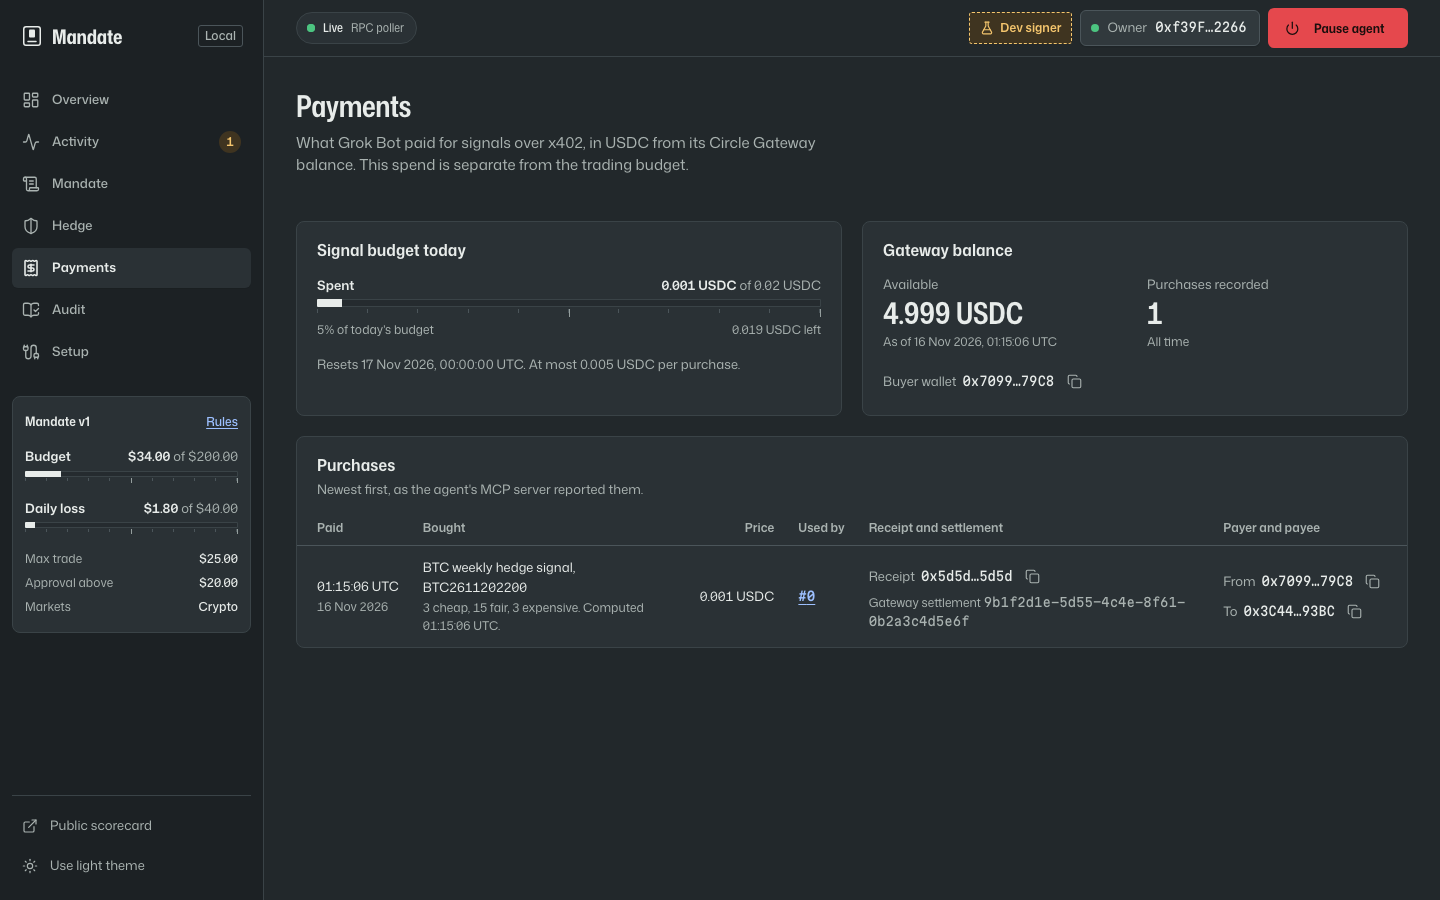 Mandate
Local
Overview
Activity
1
Mandate
Hedge
Payments
Audit
Setup
Mandate v1
Rules
Budget
$34.00 of $200.00
Daily loss
$1.80 of $40.00
Max trade
$25.00
Approval above
$20.00
Markets
Crypto
Public scorecard
Use light theme
Live RPC poller
Dev signer
Owner 0xf39F…2266
Pause agent
Payments
What Grok Bot paid for signals over x402, in USDC from its Circle Gateway
balance. This spend is separate from the trading budget.
Signal budget today
Spent
0.001 USDC of 0.02 USDC
5% of today's budget
0.019 USDC left
Resets 17 Nov 2026, 00:00:00 UTC. At most 0.005 USDC per purchase.
Gateway balance
Available
4.999 USDC
As of 16 Nov 2026, 01:15:06 UTC
Purchases recorded
1
All time
Buyer wallet 0x7099…79C8
Purchases
Newest first, as the agent's MCP server reported them.
Paid
Bought
Price
Used by
Receipt and settlement
Payer and payee
01:15:06 UTC
16 Nov 2026
BTC weekly hedge signal,
BTC2611202200
3 cheap, 15 fair, 3 expensive. Computed
01:15:06 UTC.
0.001 USDC
#0
Receipt 0x5d5d…5d5d
Gateway settlement 9b1f2d1e-5d55-4c4e-8f61-
0b2a3c4d5e6f
From 0x7099…79C8
To 0x3C44…93BC